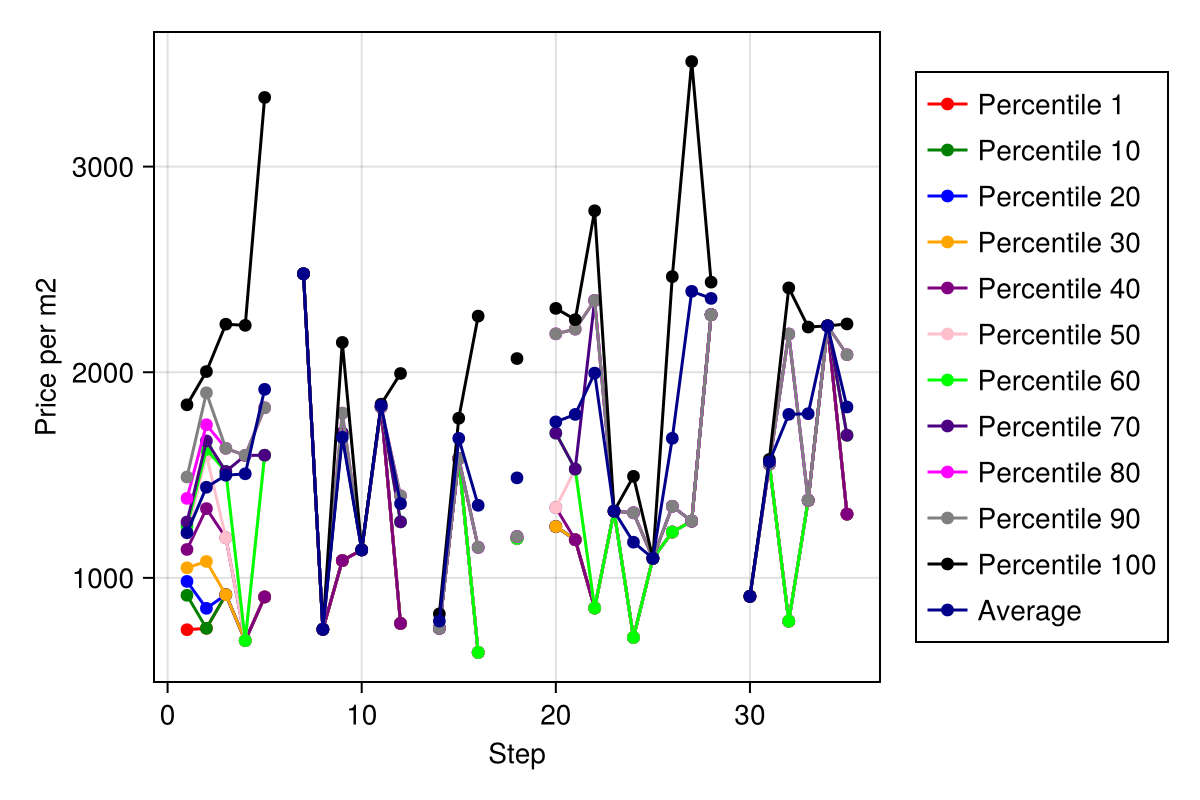 3000
2000
1000
Price per m2
0
10
20
30
Step
Percentile 1
Percentile 10
Percentile 20
Percentile 30
Percentile 40
Percentile 50
Percentile 60
Percentile 70
Percentile 80
Percentile 90
Percentile 100
Average